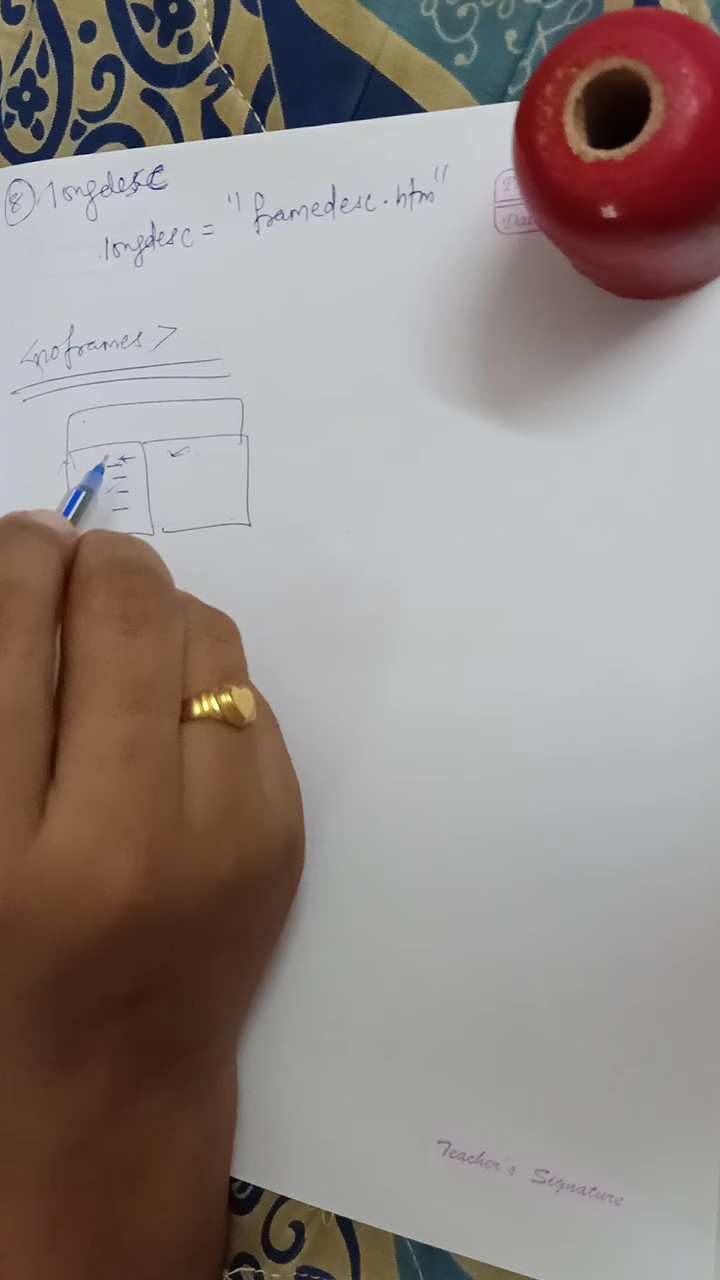 ⑧ longdesc
longdesc = "framedesc.htm"
<noframes>
Teacher's Signature